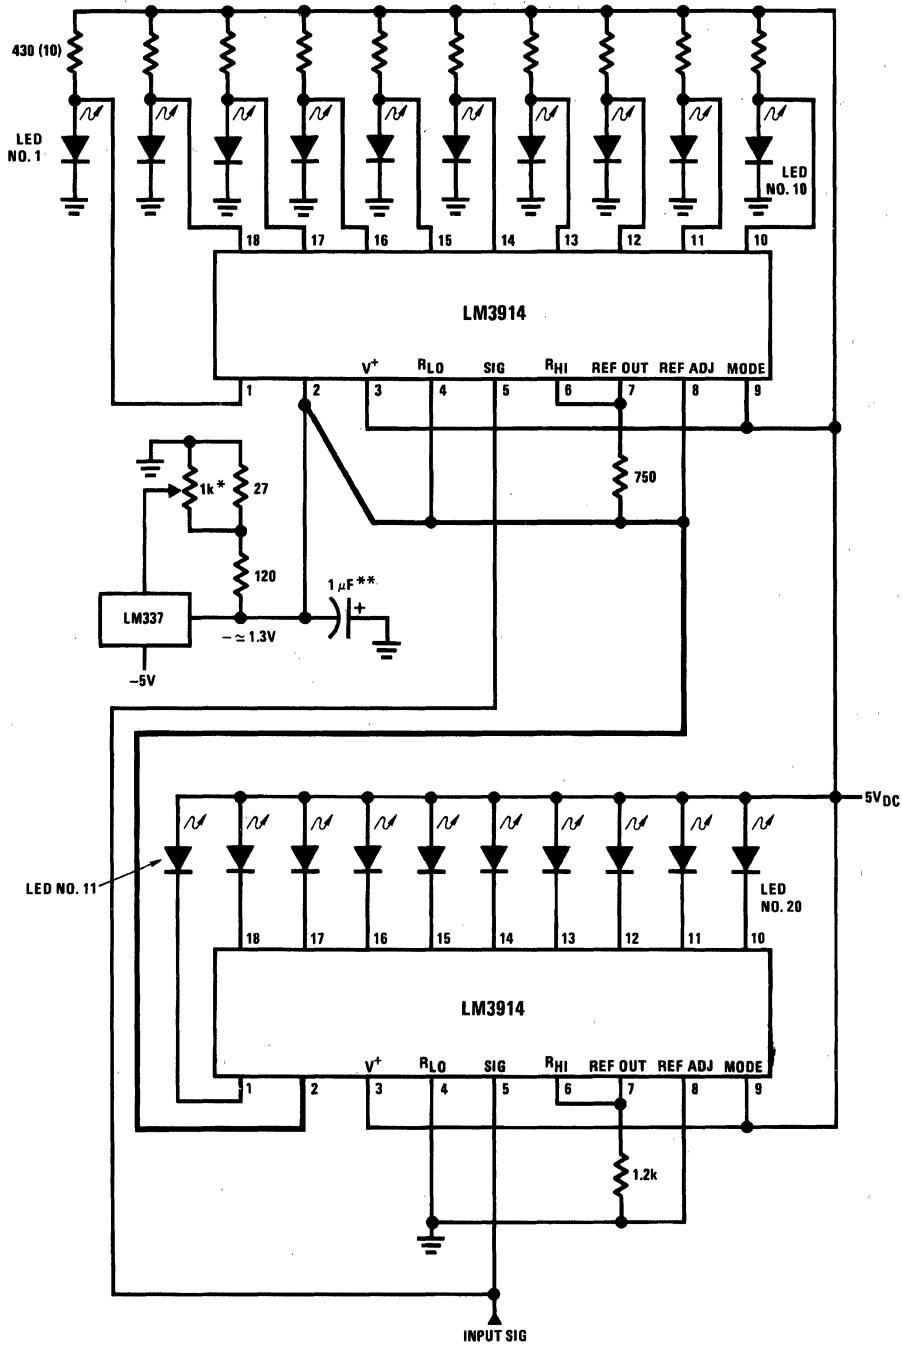 430 (10)
LED
NO. 1
LED
NO. 10
18 17 16 15 14 13 12 11 10
LM3914
V+ RLO SIG RHI REF OUT REF ADJ MODE
1 2 3 4 5 6 7 8 9
1k* 27
750
120
1 µF**
+
LM337
– ≃ 1.3V
–5V
5VDC
LED NO. 11
LED
NO. 20
18 17 16 15 14 13 12 11 10
LM3914
V+ RLO SIG RHI REF OUT REF ADJ MODE
1 2 3 4 5 6 7 8 9
1.2k
INPUT SIG